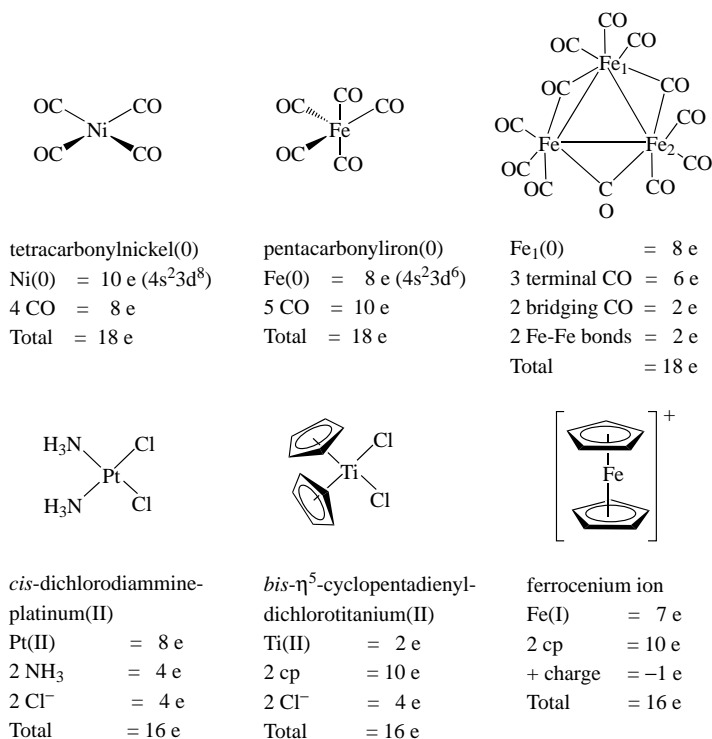 OC CO
Ni
OC CO
CO
OC CO
Fe
OC
CO
CO
OC CO
Fe₁
OC CO
OC CO
Fe Fe₂
OC CO
OC C CO
O
tetracarbonylnickel(0)
Ni(0) = 10 e (4s²3d⁸)
4 CO = 8 e
Total = 18 e
pentacarbonyliron(0)
Fe(0) = 8 e (4s²3d⁶)
5 CO = 10 e
Total = 18 e
Fe₁(0) = 8 e
3 terminal CO = 6 e
2 bridging CO = 2 e
2 Fe-Fe bonds = 2 e
Total = 18 e
H₃N Cl
Pt
H₃N Cl
Cl
Ti
Cl
+
Fe
cis-dichlorodiammine-
platinum(II)
Pt(II) = 8 e
2 NH₃ = 4 e
2 Cl⁻ = 4 e
Total = 16 e
bis-η⁵-cyclopentadienyl-
dichlorotitanium(II)
Ti(II) = 2 e
2 cp = 10 e
2 Cl⁻ = 4 e
Total = 16 e
ferrocenium ion
Fe(I) = 7 e
2 cp = 10 e
+ charge = −1 e
Total = 16 e